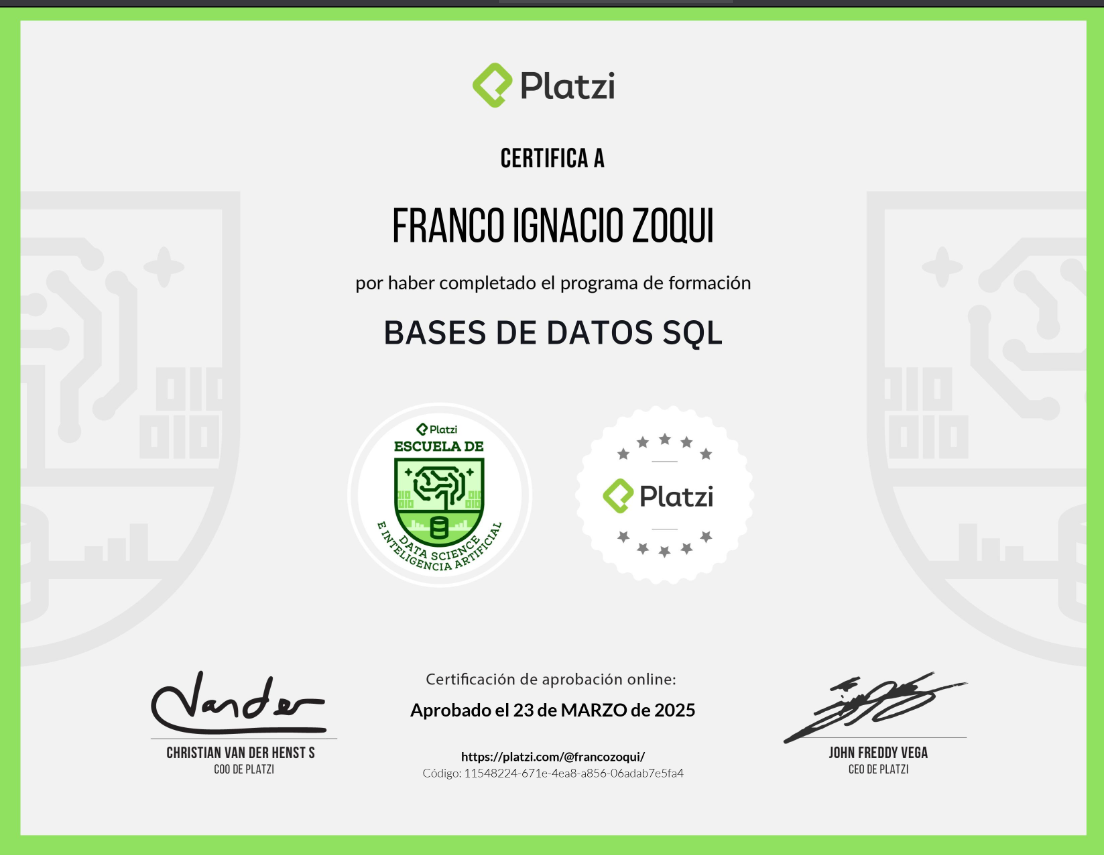 Platzi
CERTIFICA A
FRANCO IGNACIO ZOQUI
por haber completado el programa de formación
BASES DE DATOS SQL
Platzi
ESCUELA DE
DATA SCIENCE
E INTELIGENCIA ARTIFICIAL
Platzi
Vander
Certificación de aprobación online:
Aprobado el 23 de MARZO de 2025
CHRISTIAN VAN DER HENST S
COO DE PLATZI
https://platzi.com/@francozoqui/
Código: 11548224-671e-4ea8-a856-06adab7e5fa4
JOHN FREDDY VEGA
CEO DE PLATZI